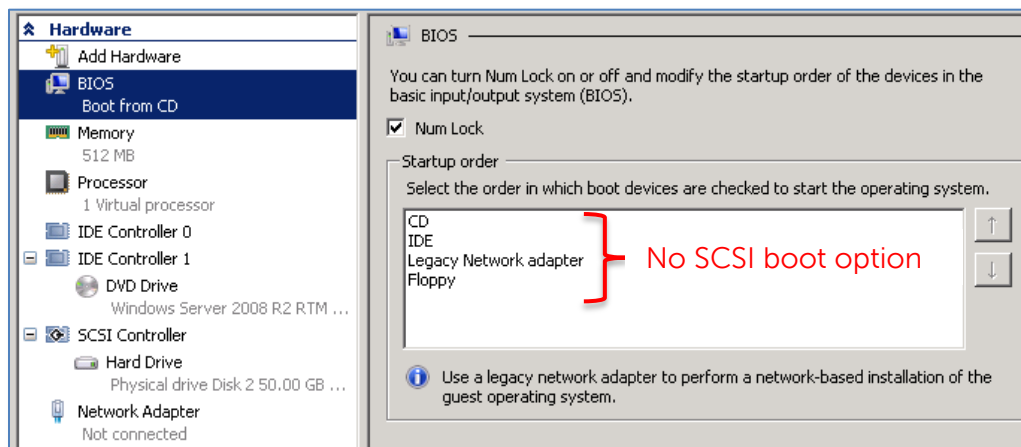 Hardware
Add Hardware
BIOS
Boot from CD
Memory
512 MB
Processor
1 Virtual processor
IDE Controller 0
IDE Controller 1
DVD Drive
Windows Server 2008 R2 RTM ...
SCSI Controller
Hard Drive
Physical drive Disk 2 50.00 GB ...
Network Adapter
Not connected
BIOS
You can turn Num Lock on or off and modify the startup order of the devices in the
basic input/output system (BIOS).
Num Lock
Startup order
Select the order in which boot devices are checked to start the operating system.
CD
IDE
Legacy Network adapter
Floppy
No SCSI boot option
Use a legacy network adapter to perform a network-based installation of the
guest operating system.